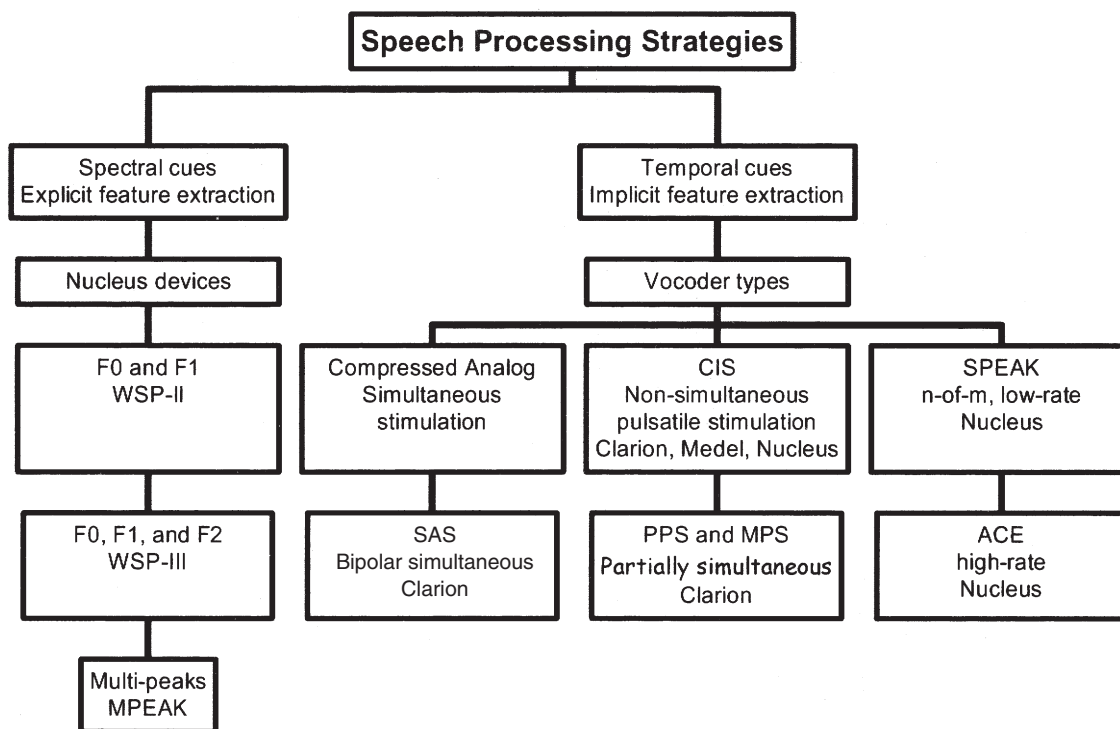 Speech Processing Strategies
Spectral cues
Explicit feature extraction
Temporal cues
Implicit feature extraction
Nucleus devices
Vocoder types
F0 and F1
WSP-II
Compressed Analog
Simultaneous
stimulation
CIS
Non-simultaneous
pulsatile stimulation
Clarion, Medel, Nucleus
SPEAK
n-of-m, low-rate
Nucleus
F0, F1, and F2
WSP-III
SAS
Bipolar simultaneous
Clarion
PPS and MPS
Partially simultaneous
Clarion
ACE
high-rate
Nucleus
Multi-peaks
MPEAK